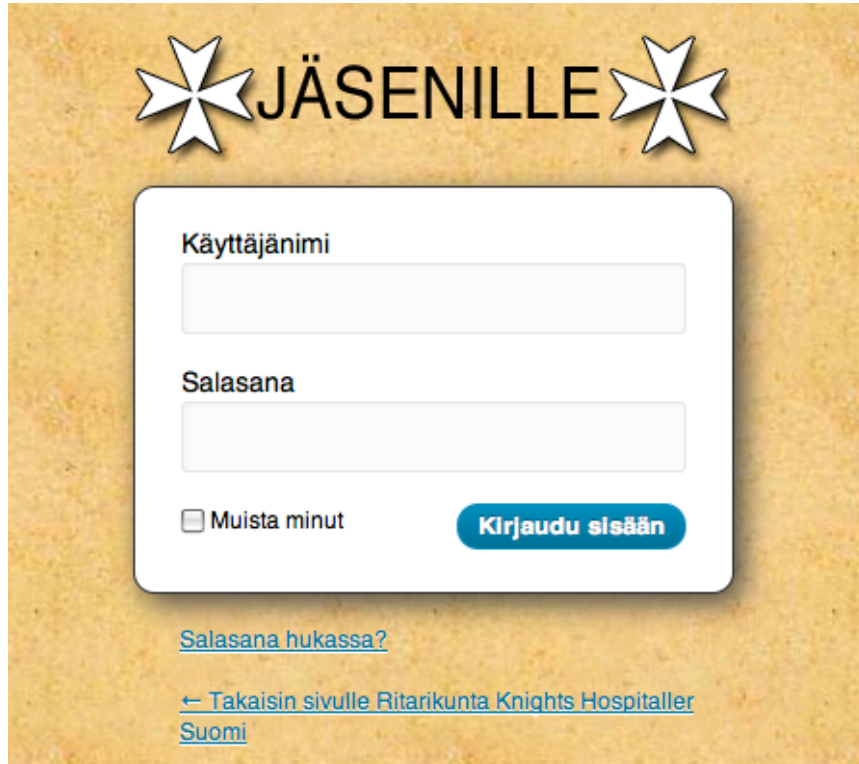 JÄSENILLE
Käyttäjänimi
Salasana
Muista minut
Kirjaudu sisään
Salasana hukassa?
← Takaisin sivulle Ritarikunta Knights Hospitaller
Suomi